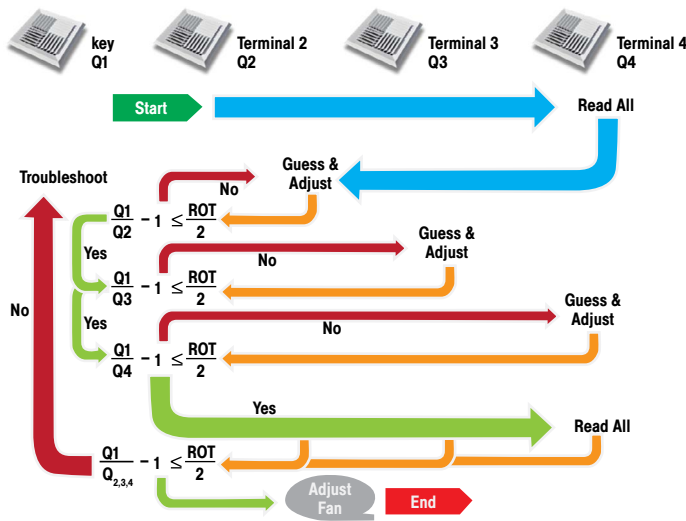 key
Q1
Terminal 2
Q2
Terminal 3
Q3
Terminal 4
Q4
Start
Read All
Troubleshoot
No
Guess &
Adjust
Q1/Q2 − 1 ≤ ROT/2
Yes
No
Guess &
Adjust
Q1/Q3 − 1 ≤ ROT/2
No
Yes
No
Guess &
Adjust
Q1/Q4 − 1 ≤ ROT/2
Yes
Read All
Q1/Q2,3,4 − 1 ≤ ROT/2
Adjust
Fan
End